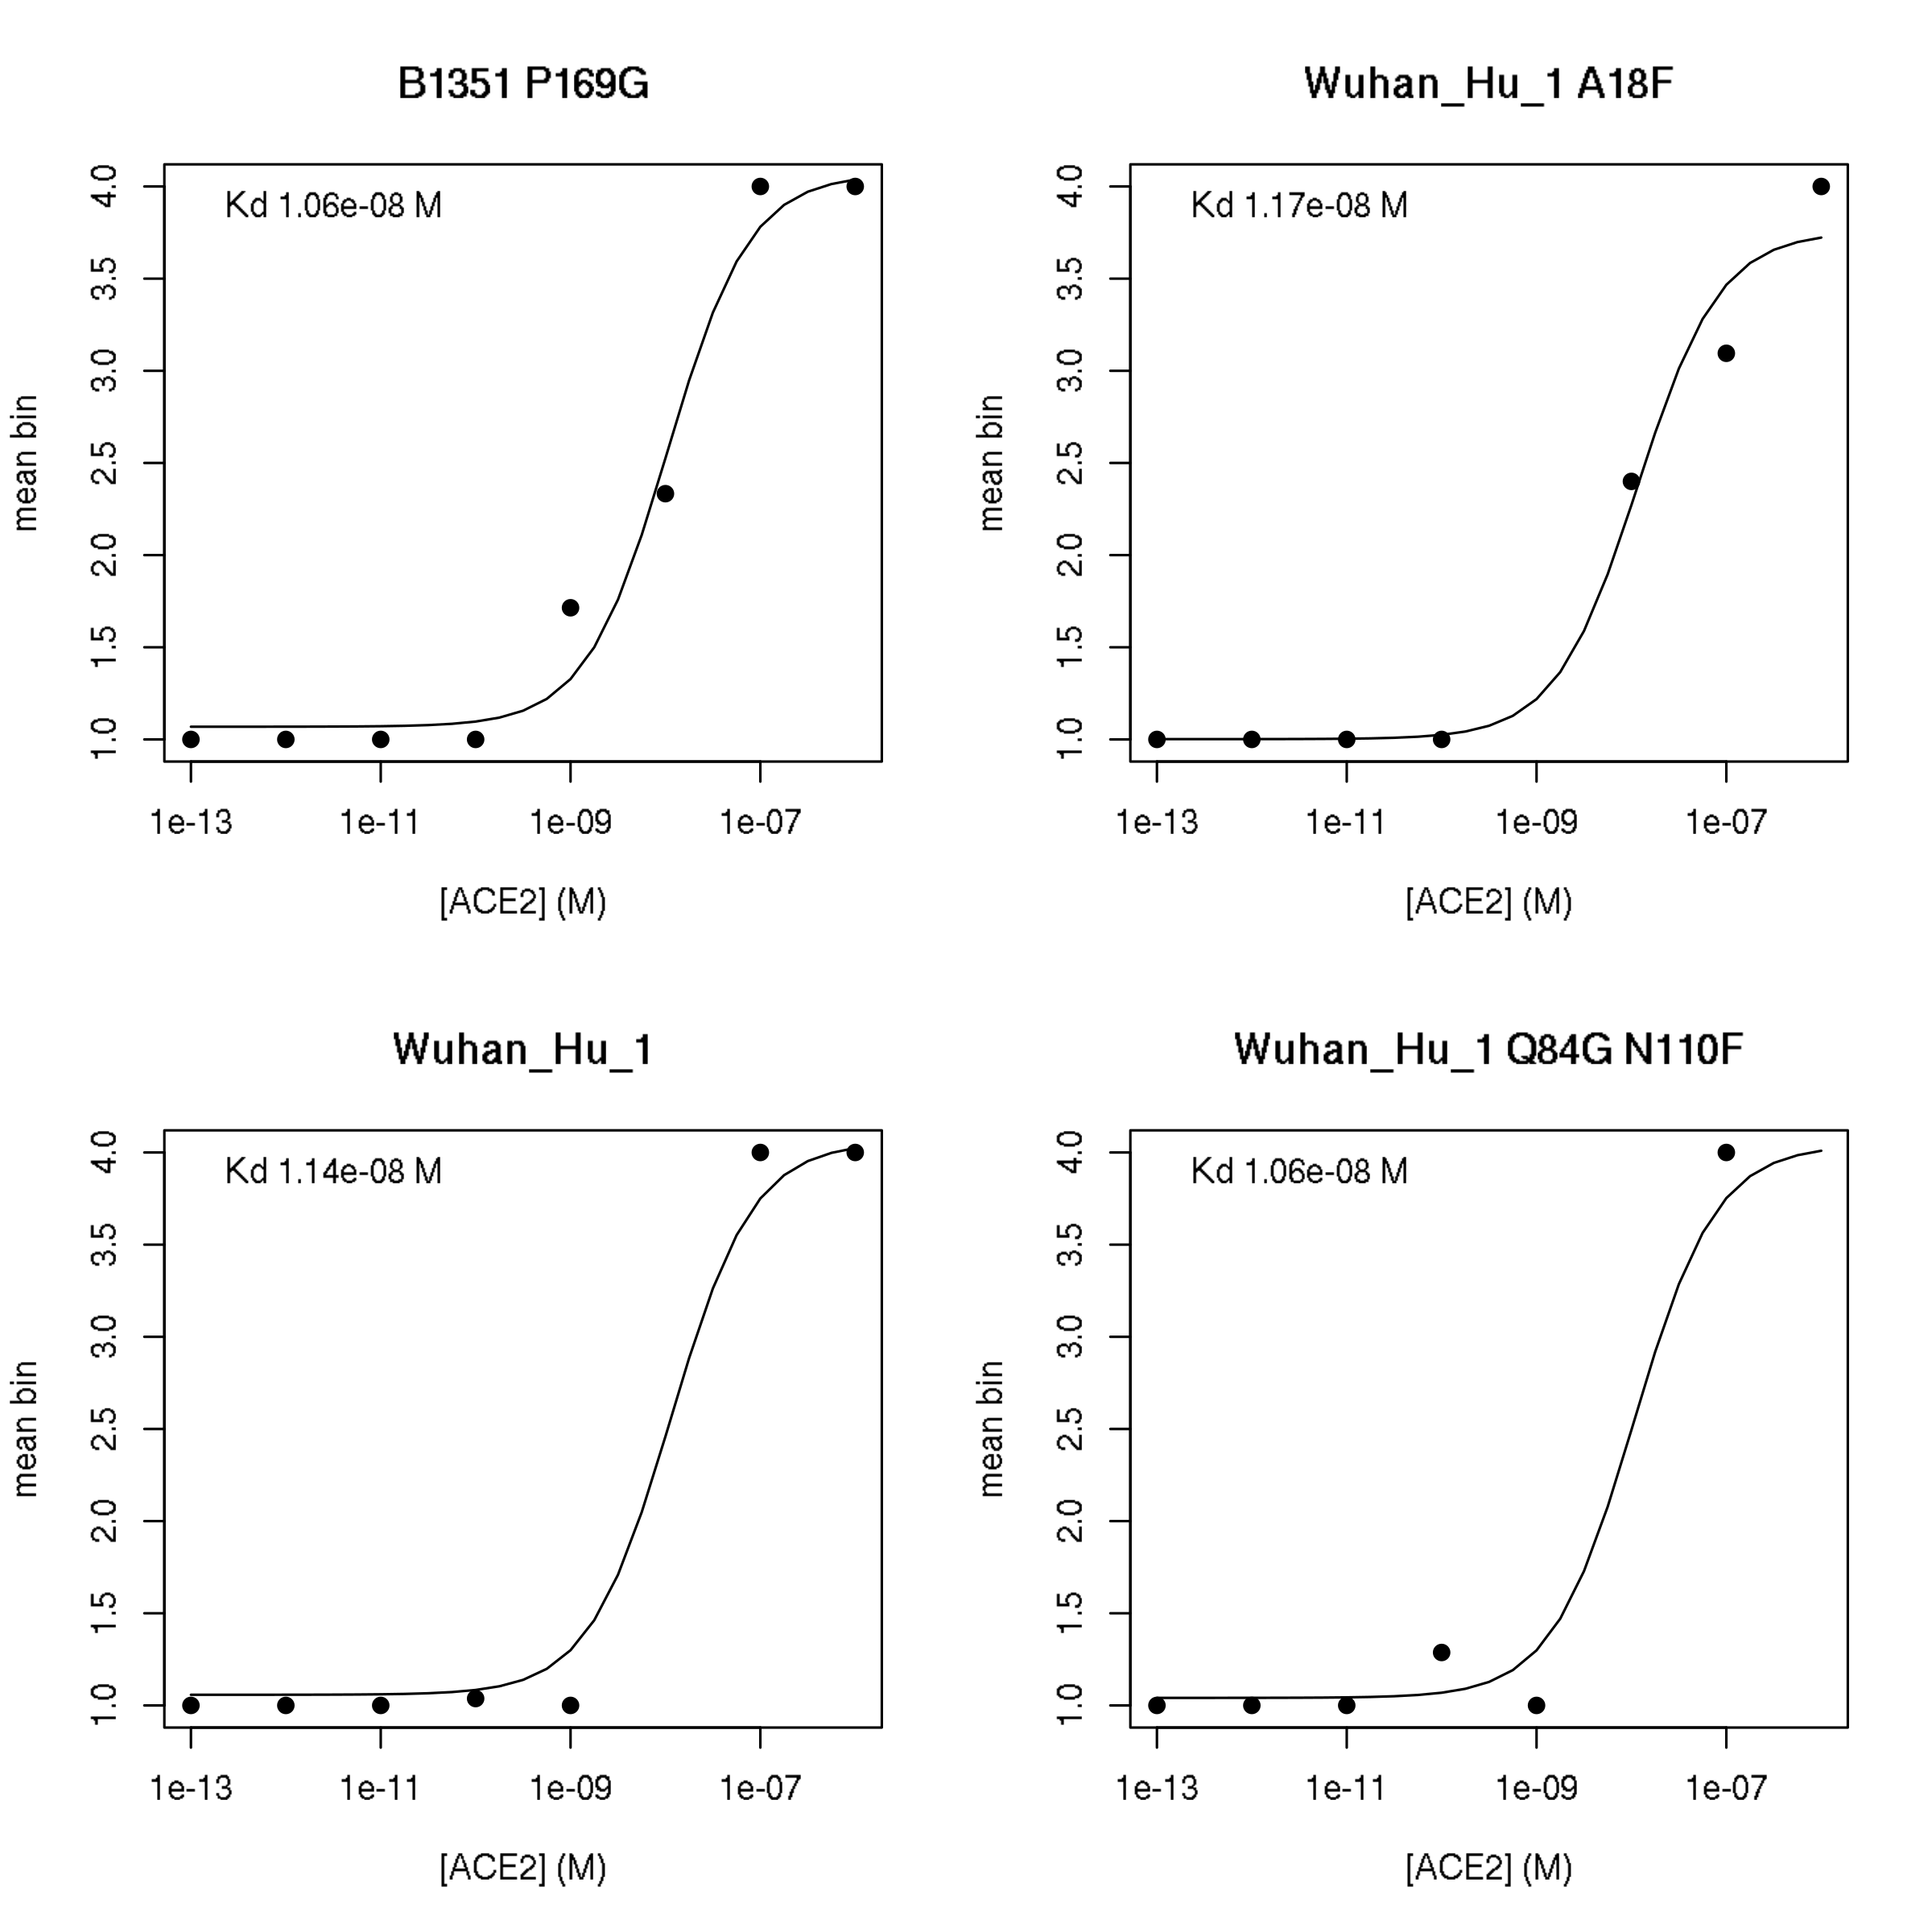 B1351 P169G
Kd 1.06e-08 M
mean bin
4.0
3.5
3.0
2.5
2.0
1.5
1.0
1e-13 1e-11 1e-09 1e-07
[ACE2] (M)
Wuhan_Hu_1 A18F
Kd 1.17e-08 M
mean bin
4.0
3.5
3.0
2.5
2.0
1.5
1.0
1e-13 1e-11 1e-09 1e-07
[ACE2] (M)
Wuhan_Hu_1
Kd 1.14e-08 M
mean bin
4.0
3.5
3.0
2.5
2.0
1.5
1.0
1e-13 1e-11 1e-09 1e-07
[ACE2] (M)
Wuhan_Hu_1 Q84G N110F
Kd 1.06e-08 M
mean bin
4.0
3.5
3.0
2.5
2.0
1.5
1.0
1e-13 1e-11 1e-09 1e-07
[ACE2] (M)